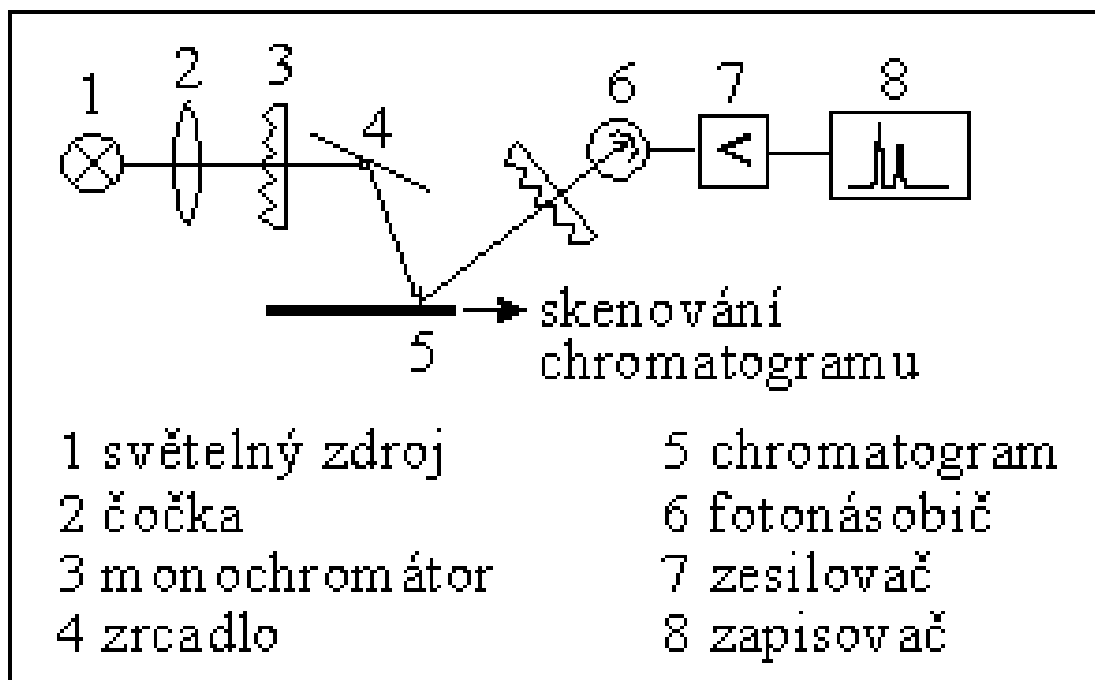 1 2 3 4 6 7 8
<
5
skenování
chromatogramu
1 světelný zdroj
2 čočka
3 monochromátor
4 zrcadlo
5 chromatogram
6 fotonásobič
7 zesilovač
8 zapisovač